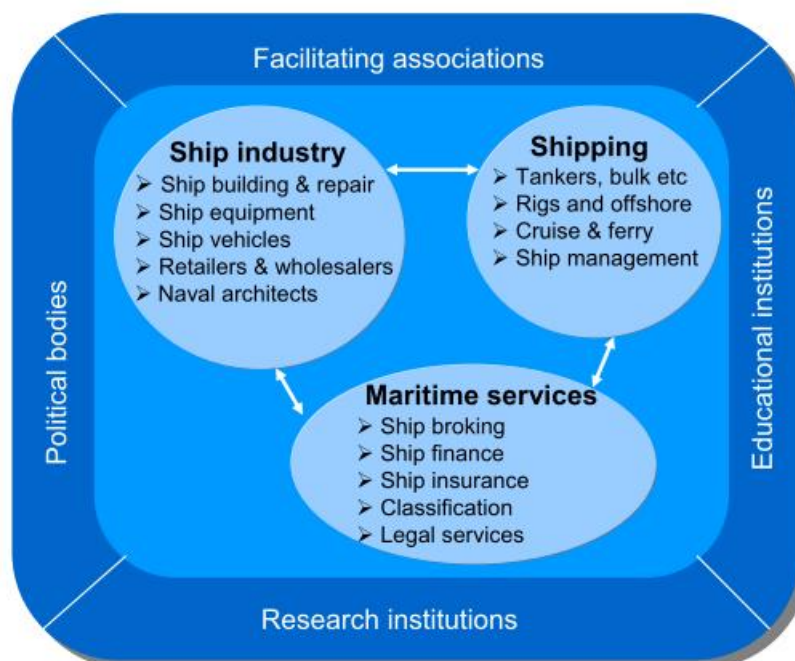 Facilitating associations
Political bodies
Ship industry
➢ Ship building & repair
➢ Ship equipment
➢ Ship vehicles
➢ Retailers & wholesalers
➢ Naval architects
Shipping
➢ Tankers, bulk etc
➢ Rigs and offshore
➢ Cruise & ferry
➢ Ship management
Maritime services
➢ Ship broking
➢ Ship finance
➢ Ship insurance
➢ Classification
➢ Legal services
Educational institutions
Research institutions